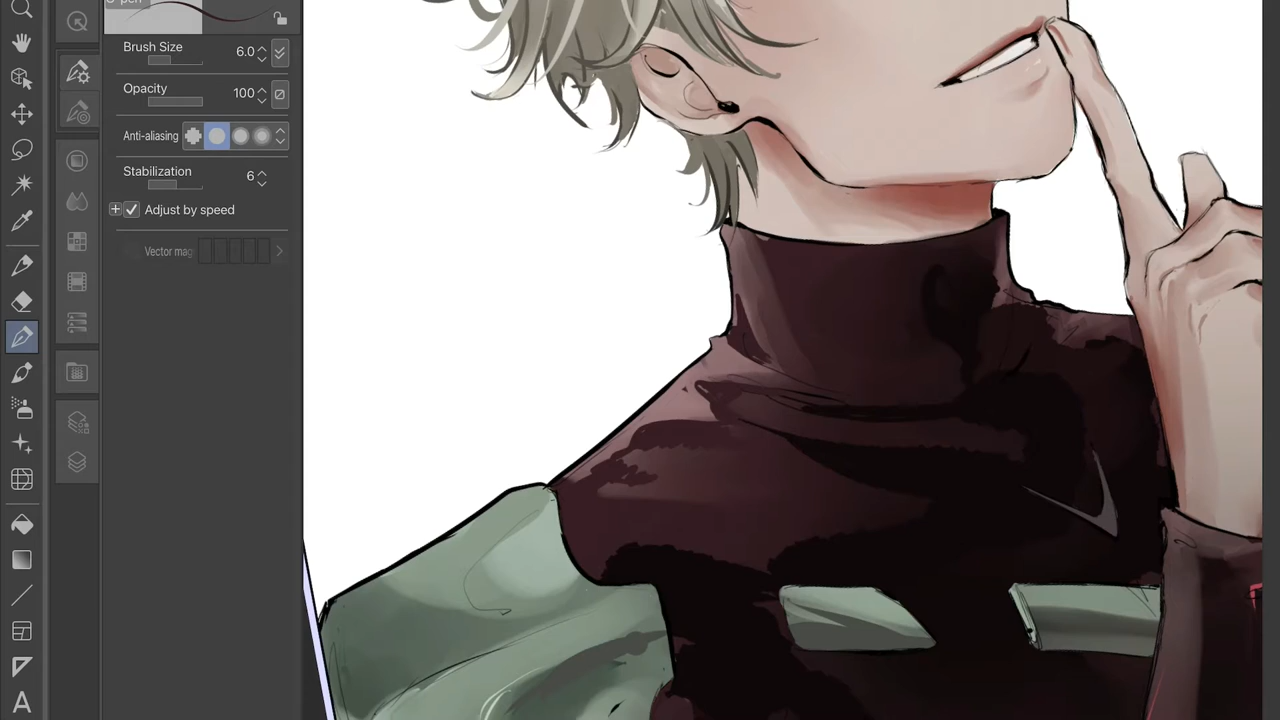 G-pen
Brush Size 6.0
Opacity 100
Anti-aliasing
Stabilization 6
Adjust by speed
Vector mag
A